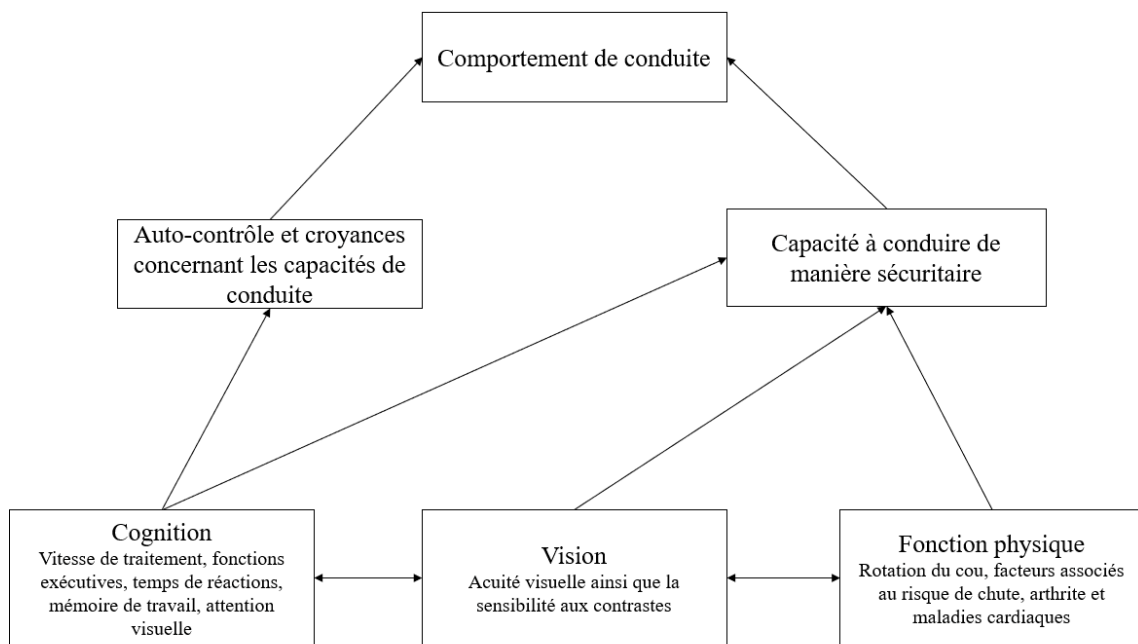 Comportement de conduite
Auto-contrôle et croyances
concernant les capacités de
conduite
Capacité à conduire de
manière sécuritaire
Cognition
Vitesse de traitement, fonctions
exécutives, temps de réactions,
mémoire de travail, attention
visuelle
Vision
Acuité visuelle ainsi que la
sensibilité aux contrastes
Fonction physique
Rotation du cou, facteurs associés
au risque de chute, arthrite et
maladies cardiaques